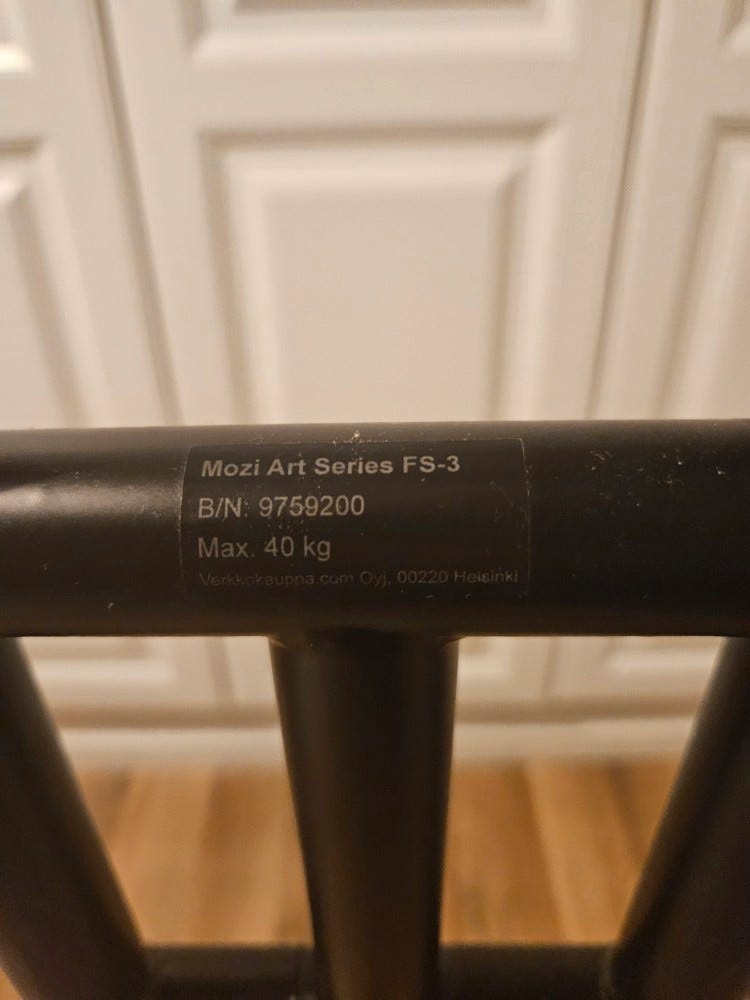 Mozi Art Series FS-3
B/N: 9759200
Max. 40 kg
Verkkokauppa.com Oyj, 00220 Helsinki